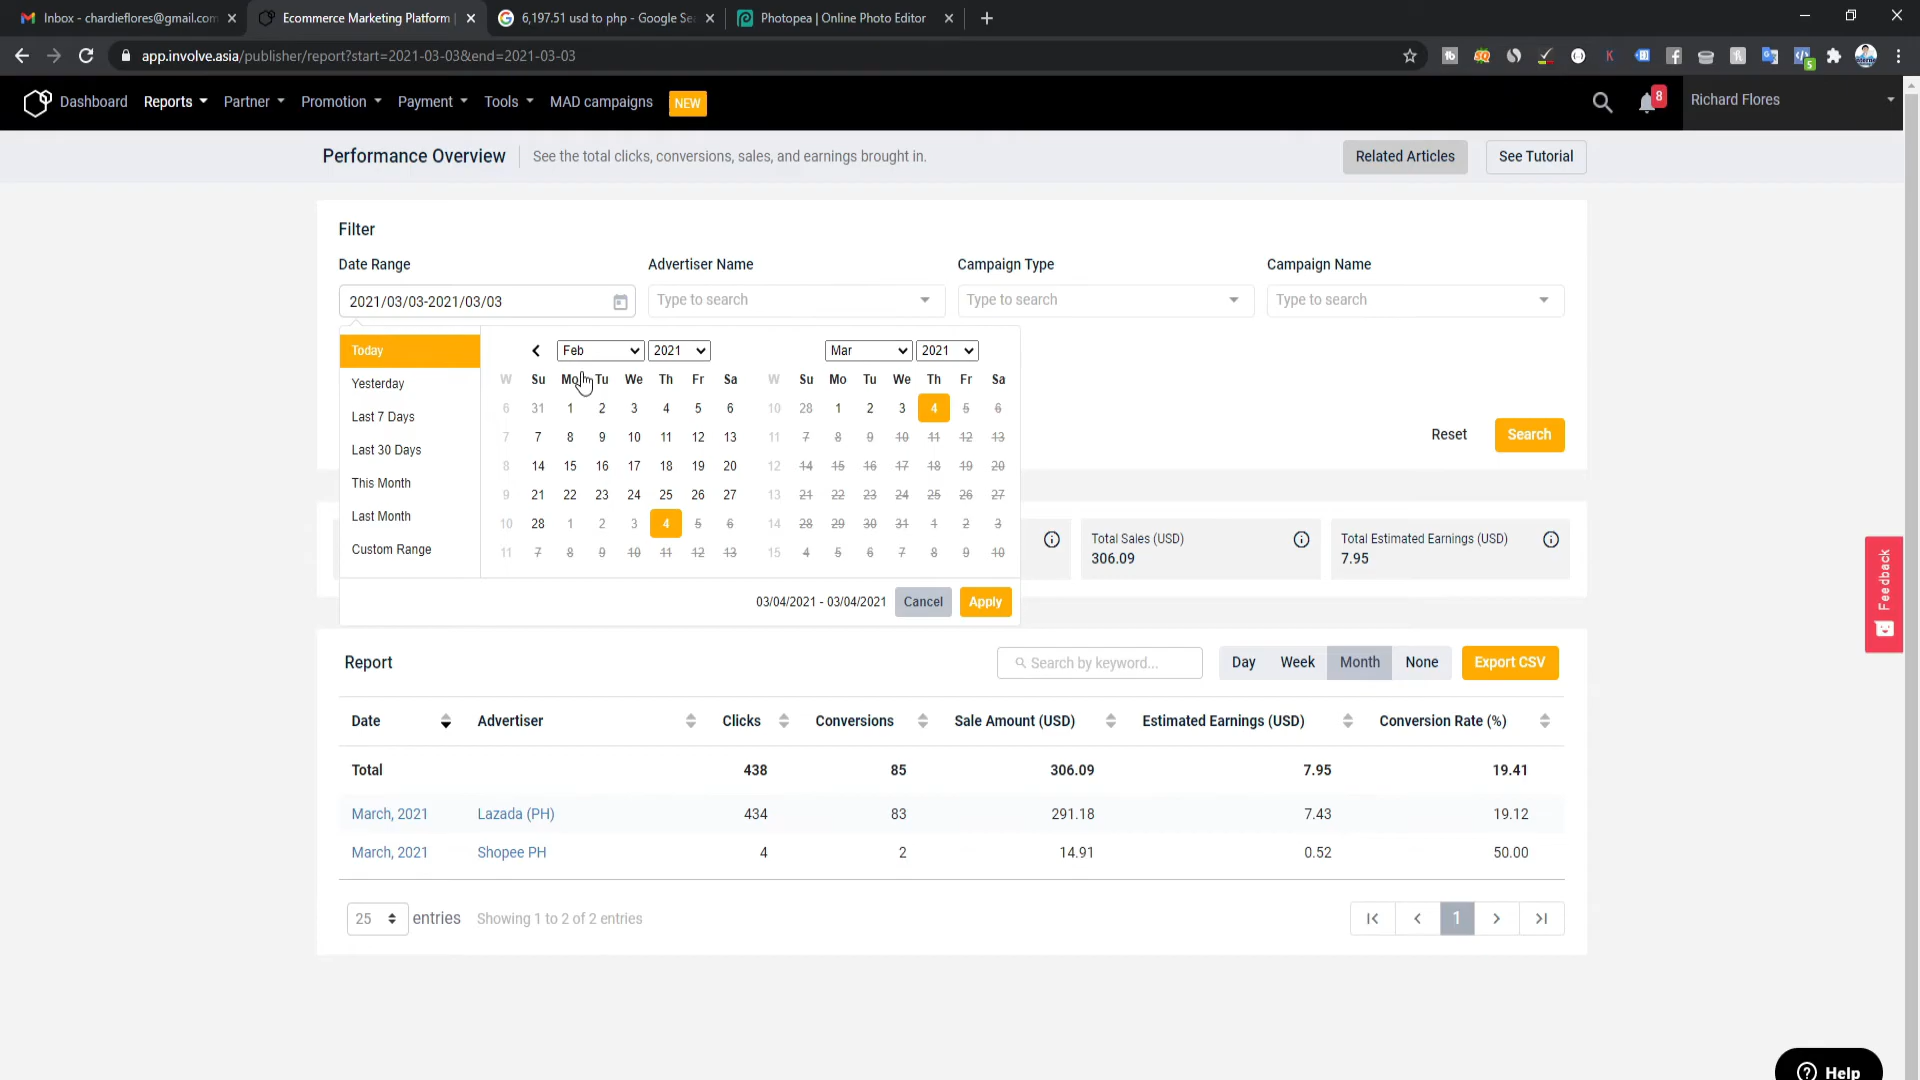 Inbox - chardieflores@gmail.com
Ecommerce Marketing Platform
6,197.51 usd to php - Google Se
Photopea | Online Photo Editor
app.involve.asia/publisher/report?start=2021-03-03&end=2021-03-03
Dashboard Reports Partner Promotion Payment Tools MAD campaigns NEW 8 Richard Flores
Performance Overview See the total clicks, conversions, sales, and earnings brought in. Related Articles See Tutorial
Filter
Date Range Advertiser Name Campaign Type Campaign Name
2021/03/03-2021/03/03 Type to search Type to search Type to search
Today Feb 2021 Mar 2021
Yesterday
Last 7 Days
Last 30 Days
This Month
Last Month
Custom Range
W Su Mo Tu We Th Fr Sa
6 31 1 2 3 4 5 6
7 7 8 9 10 11 12 13
8 14 15 16 17 18 19 20
9 21 22 23 24 25 26 27
10 28 1 2 3 4 5 6
11 7 8 9 10 11 12 13
W Su Mo Tu We Th Fr Sa
10 28 1 2 3 4 5 6
11 7 8 9 10 11 12 13
12 14 15 16 17 18 19 20
13 21 22 23 24 25 26 27
14 28 29 30 31 1 2 3
15 4 5 6 7 8 9 10
03/04/2021 - 03/04/2021 Cancel Apply
Reset Search
Total Sales (USD)
306.09
Total Estimated Earnings (USD)
7.95
Feedback
Report Search by keyword... Day Week Month None Export CSV
Date Advertiser Clicks Conversions Sale Amount (USD) Estimated Earnings (USD) Conversion Rate (%)
Total 438 85 306.09 7.95 19.41
March, 2021 Lazada (PH) 434 83 291.18 7.43 19.12
March, 2021 Shopee PH 4 2 14.91 0.52 50.00
25 entries Showing 1 to 2 of 2 entries 1
Help